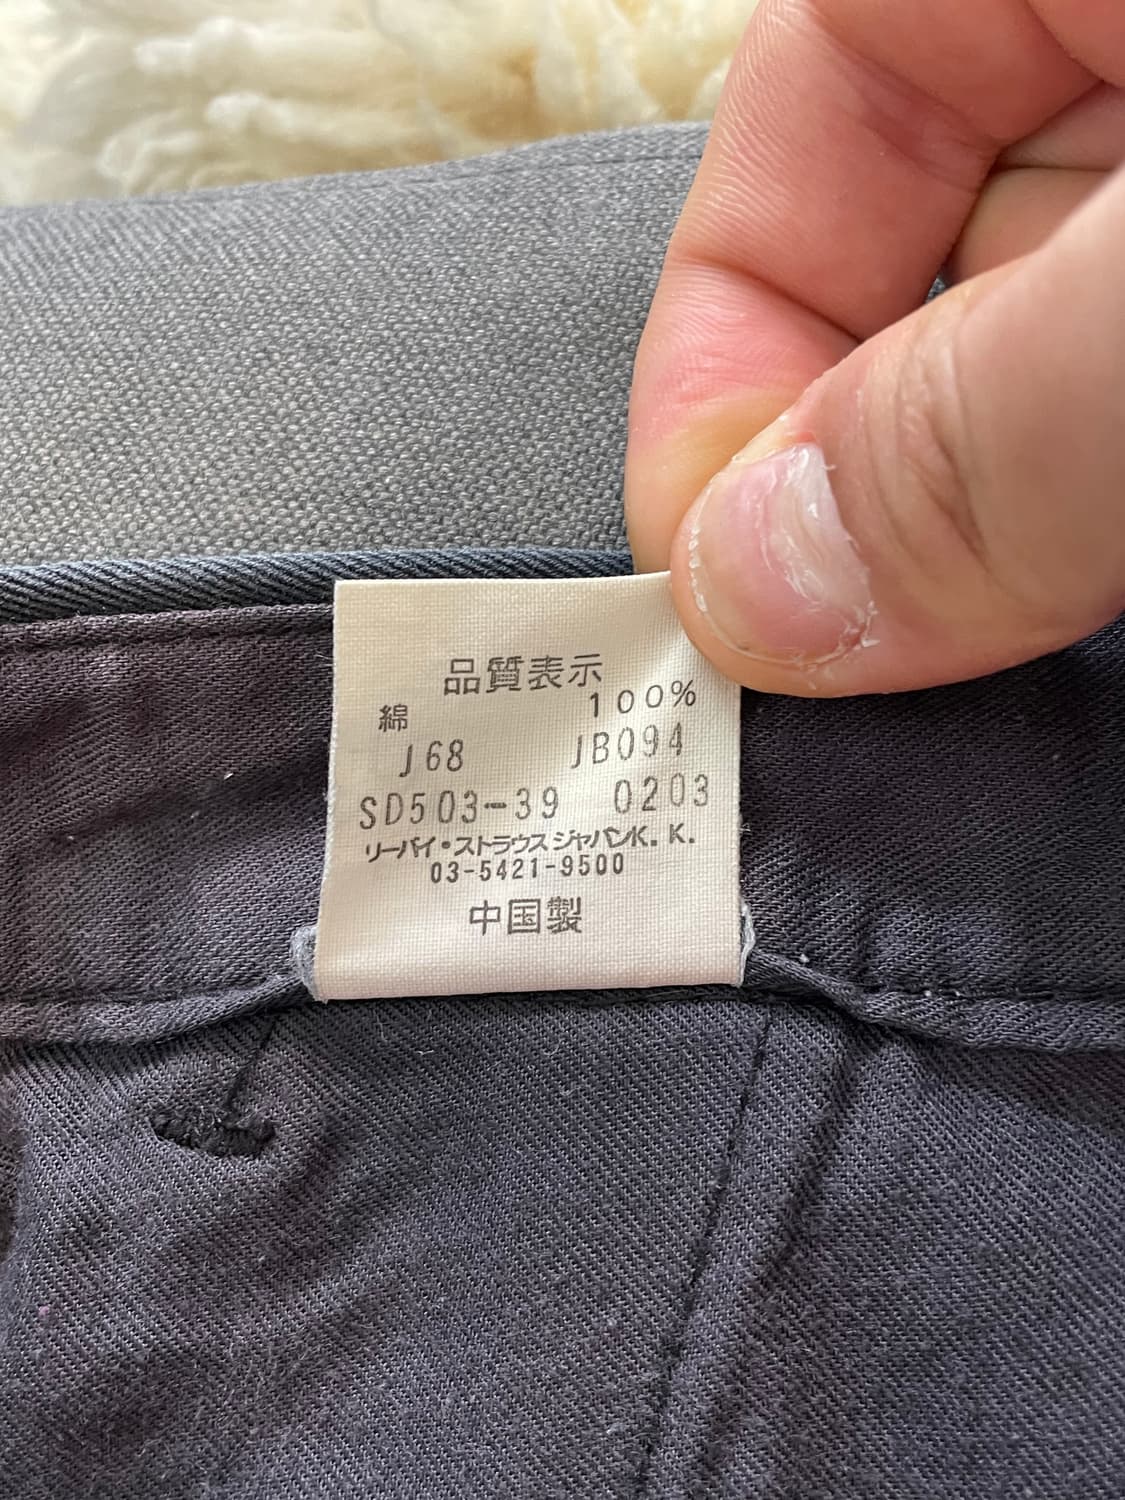 品質表示
綿 100%
J68 JB094
SD503-39 0203
リーバイ・ストラウス ジャパンK.K.
03-5421-9500
中国製